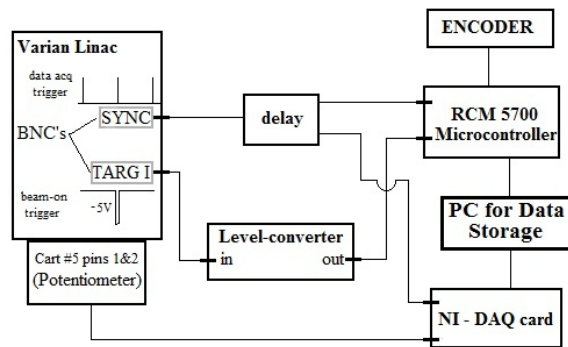 Varian Linac
data acq
trigger
SYNC
BNC's
TARG I
beam-on
trigger
~5V
Cart #5 pins 1&2
(Potentiometer)
delay
Level-converter
in
out
ENCODER
RCM 5700
Microcontroller
PC for Data
Storage
NI - DAQ card